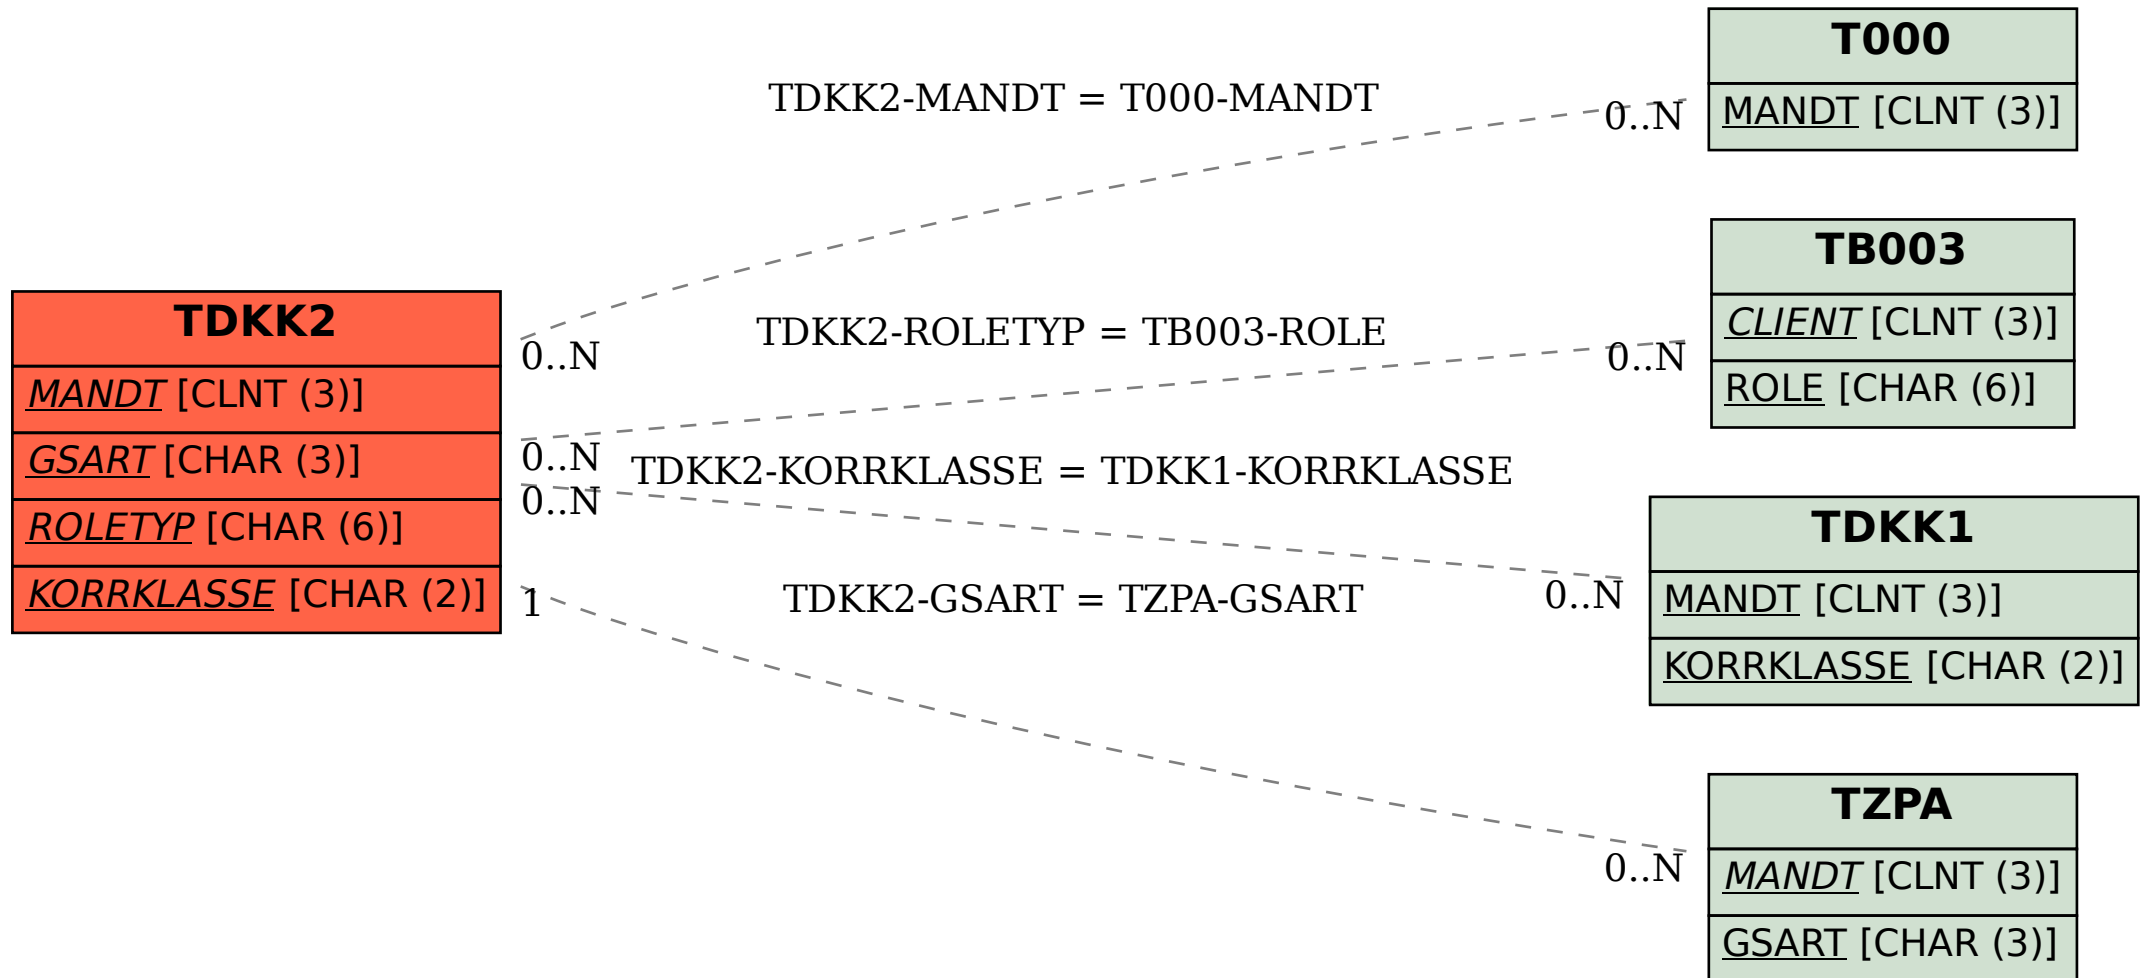 T000
MANDT [CLNT (3)]
TDKK2-MANDT = T000-MANDT
0..N
TB003
CLIENT [CLNT (3)]
ROLE [CHAR (6)]
TDKK2
MANDT [CLNT (3)]
GSART [CHAR (3)]
ROLETYP [CHAR (6)]
KORRKLASSE [CHAR (2)]
0..N
TDKK2-ROLETYP = TB003-ROLE
0..N
0..N
TDKK2-KORRKLASSE = TDKK1-KORRKLASSE
0..N
TDKK1
MANDT [CLNT (3)]
KORRKLASSE [CHAR (2)]
1
TDKK2-GSART = TZPA-GSART
0..N
TZPA
MANDT [CLNT (3)]
GSART [CHAR (3)]
0..N